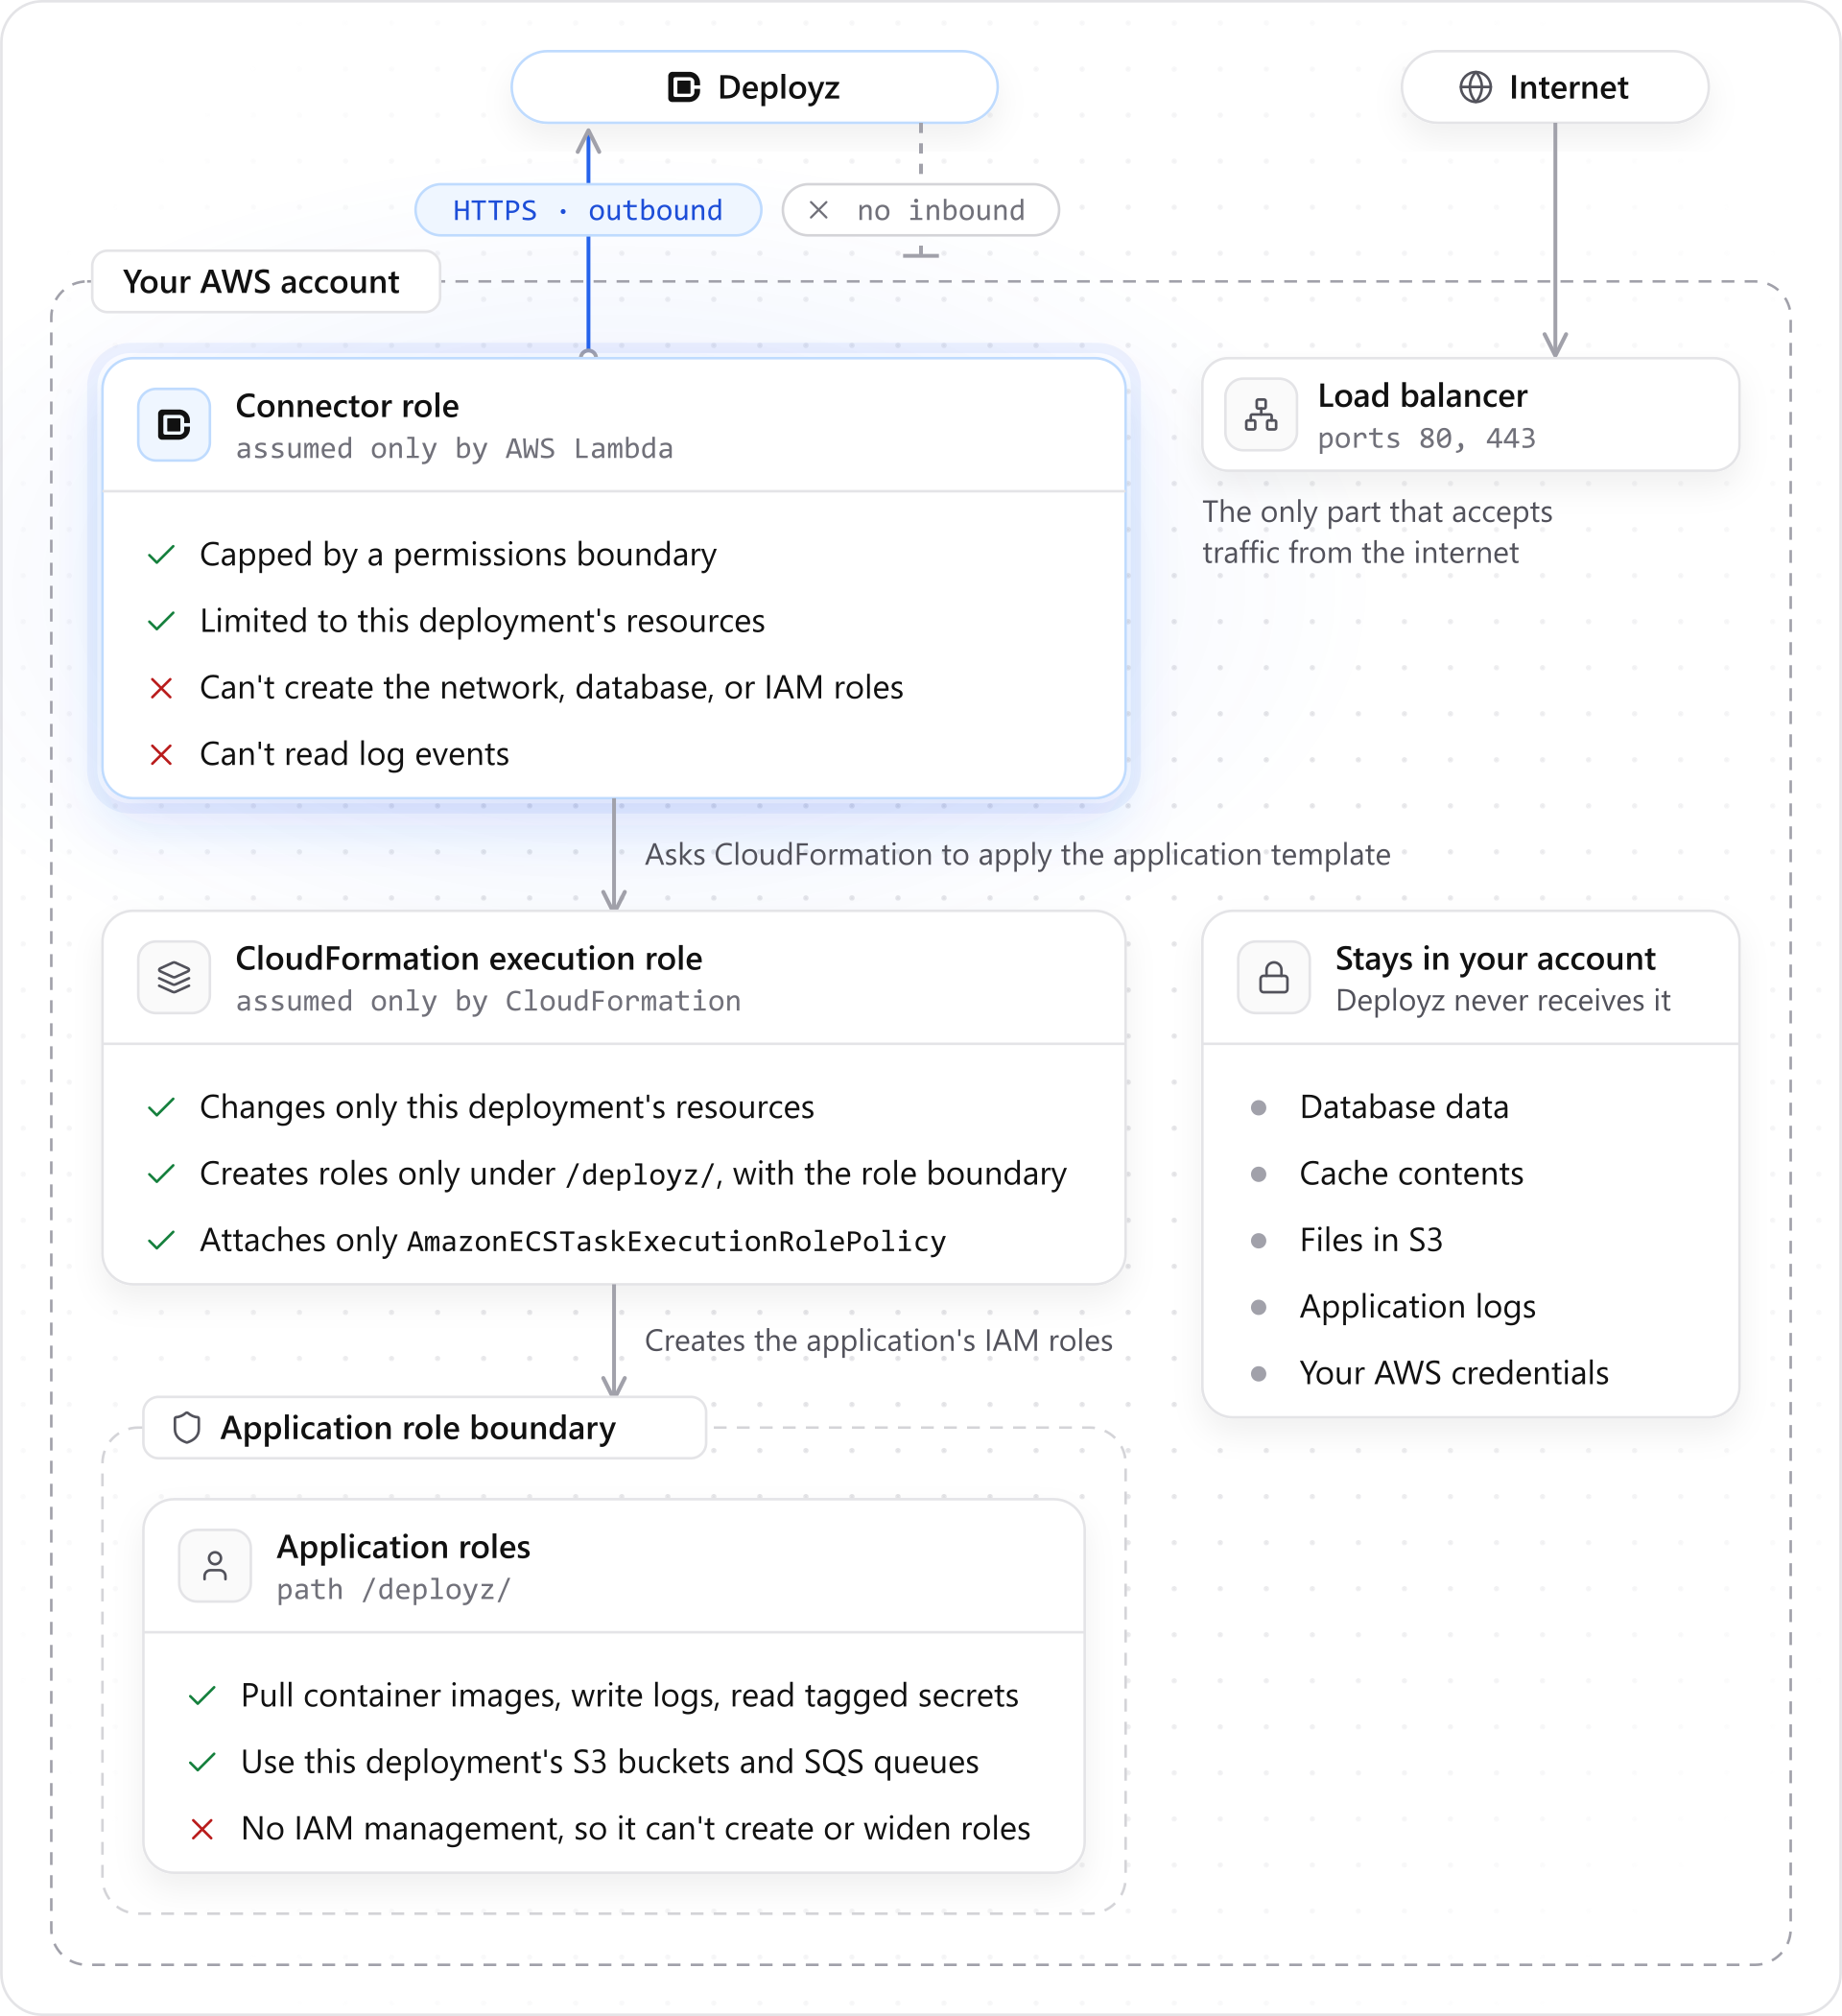 Deployz
Internet
HTTPS · outbound
no inbound
Your AWS account
Connector role
assumed only by AWS Lambda
Capped by a permissions boundary
Limited to this deployment's resources
Can't create the network, database, or IAM roles
Can't read log events
Load balancer
ports 80, 443
The only part that accepts
traffic from the internet
Asks CloudFormation to apply the application template
CloudFormation execution role
assumed only by CloudFormation
Changes only this deployment's resources
Creates roles only under /deployz/, with the role boundary
Attaches only AmazonECSTaskExecutionRolePolicy
Stays in your account
Deployz never receives it
Database data
Cache contents
Files in S3
Application logs
Your AWS credentials
Creates the application's IAM roles
Application role boundary
Application roles
path /deployz/
Pull container images, write logs, read tagged secrets
Use this deployment's S3 buckets and SQS queues
No IAM management, so it can't create or widen roles